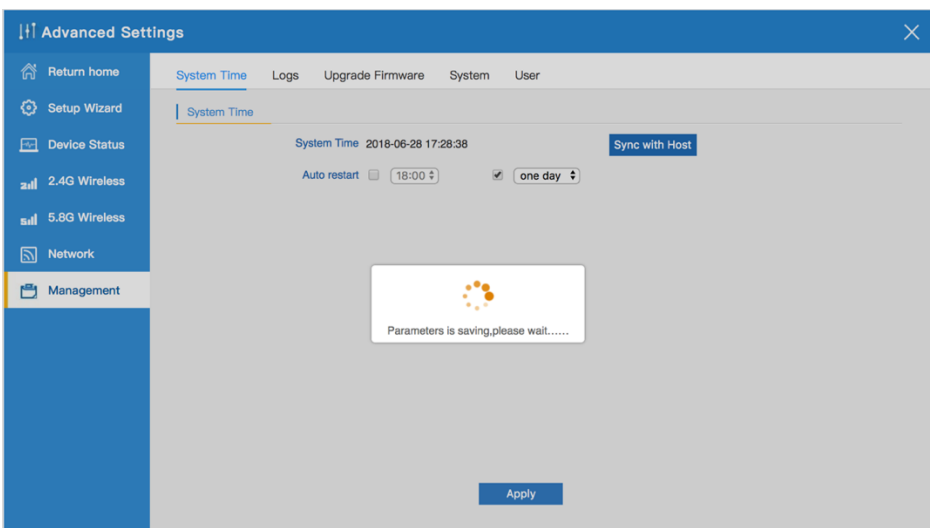 Advanced Settings
Return home
Setup Wizard
Device Status
2.4G Wireless
5.8G Wireless
Network
Management
System Time Logs Upgrade Firmware System User
System Time
System Time 2018-06-28 17:28:38 Sync with Host
Auto restart 18:00 one day
Parameters is saving,please wait......
Apply